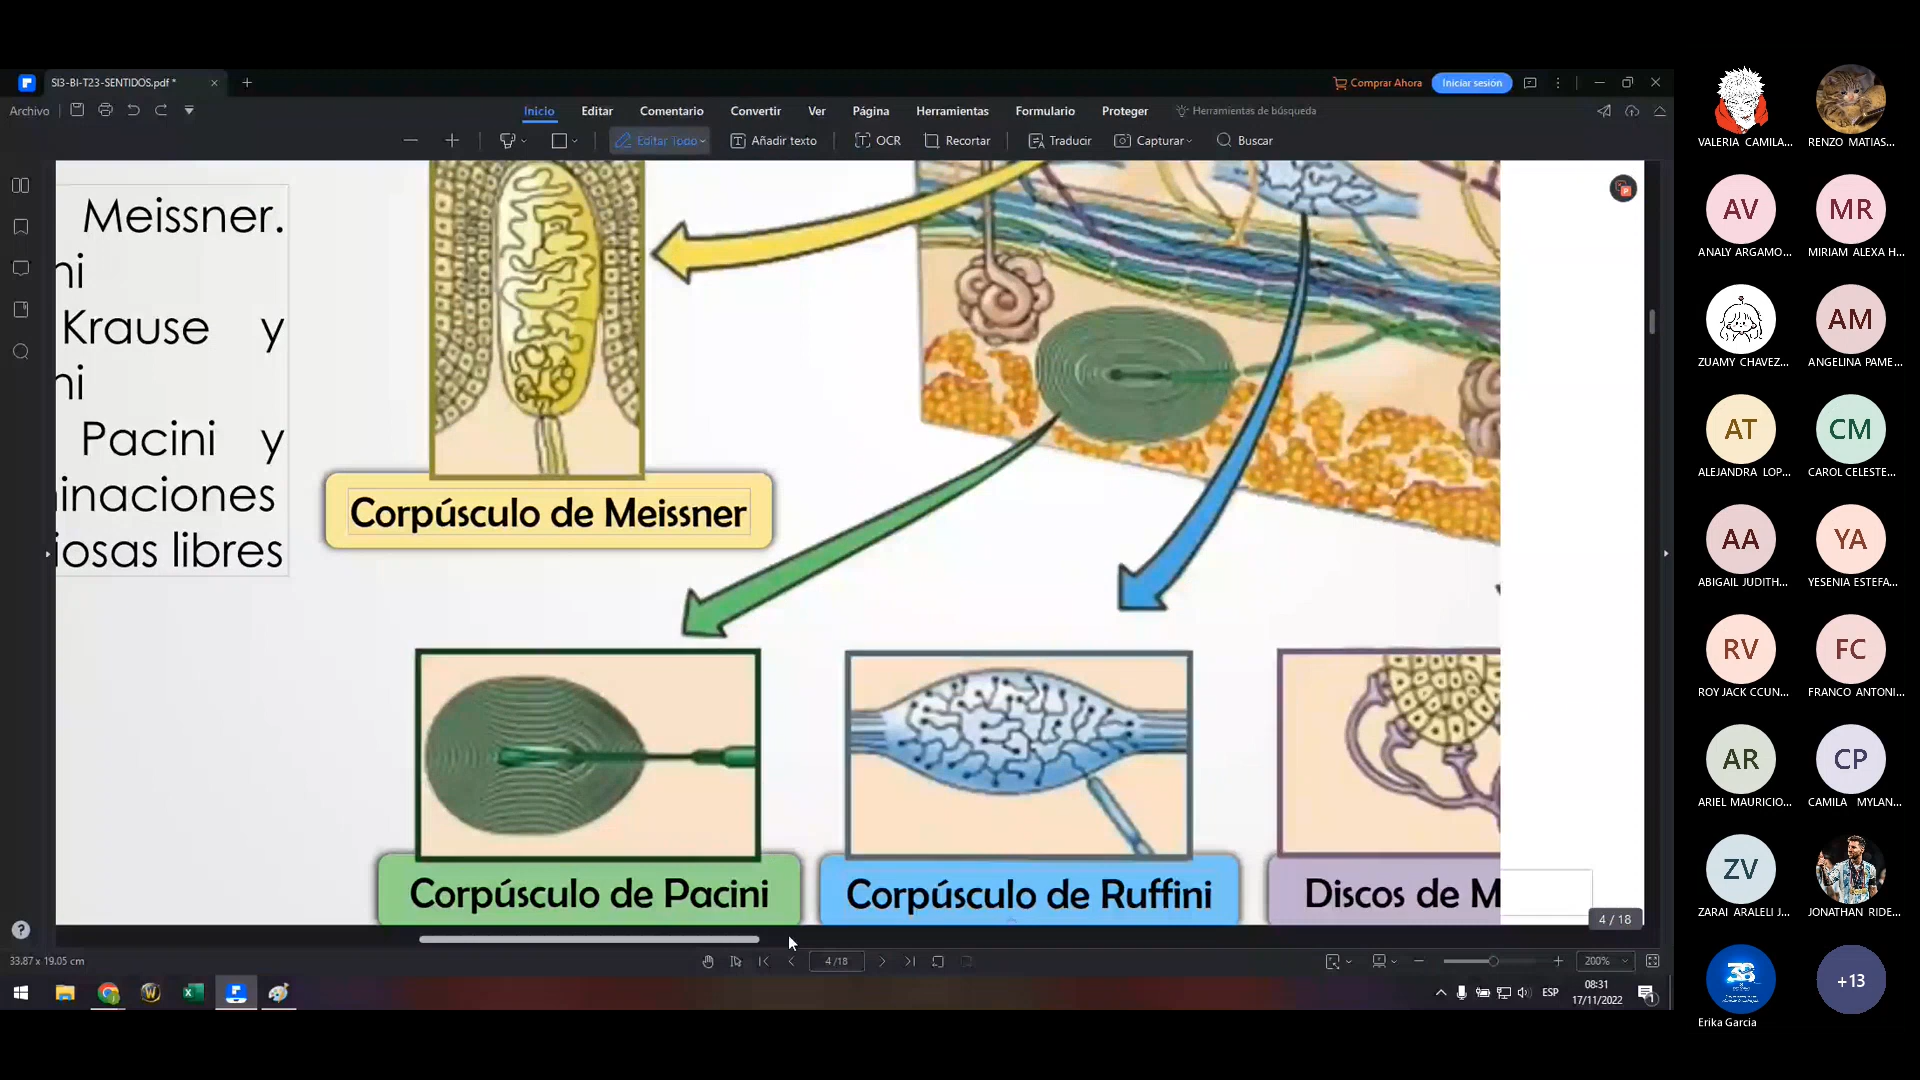 SI3-BI-T23-SENTIDOS.pdf *
Comprar Ahora
Iniciar sesión
Archivo
Inicio
Editar
Comentario
Convertir
Ver
Página
Herramientas
Formulario
Proteger
Herramientas de búsqueda
Editar Todo
Añadir texto
OCR
Recortar
Traducir
Capturar
Buscar
Meissner.
ni
Krause y
ni
Pacini y
inaciones
iosas libres
Corpúsculo de Meissner
Corpúsculo de Pacini
Corpúsculo de Ruffini
Discos de M
4 / 18
33.87 x 19.05 cm
4 /18
200%
ESP
08:31
17/11/2022
1
VALERIA CAMILA...
RENZO MATIAS...
AV
MR
ANALY ARGAMO...
MIRIAM ALEXA H...
AM
ZUAMY CHAVEZ...
ANGELINA PAME...
AT
CM
ALEJANDRA LOP...
CAROL CELESTE...
AA
YA
ABIGAIL JUDITH...
YESENIA ESTEFA...
RV
FC
ROY JACK CCUN...
FRANCO ANTONI...
AR
CP
ARIEL MAURICIO...
CAMILA MYLAN...
ZV
ZARAI ARALELI J...
JONATHAN RIDE...
+13
Erika Garcia